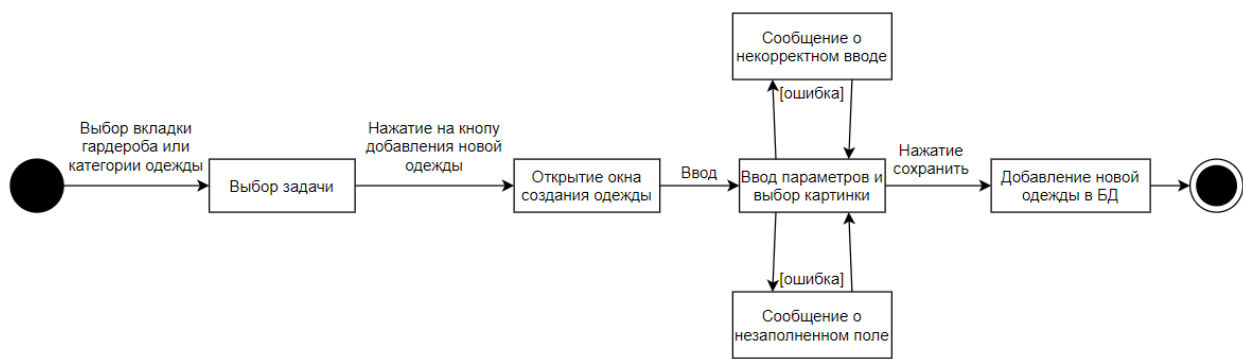 Сообщение о
некорректном вводе
[ошибка]
Выбор вкладки
гардероба или
категории одежды
Выбор задачи
Нажатие на кнопу
добавления новой
одежды
Открытие окна
создания одежды
Ввод
Ввод параметров и
выбор картинки
Нажатие
сохранить
Добавление новой
одежды в БД
[ошибка]
Сообщение о
незаполненном поле